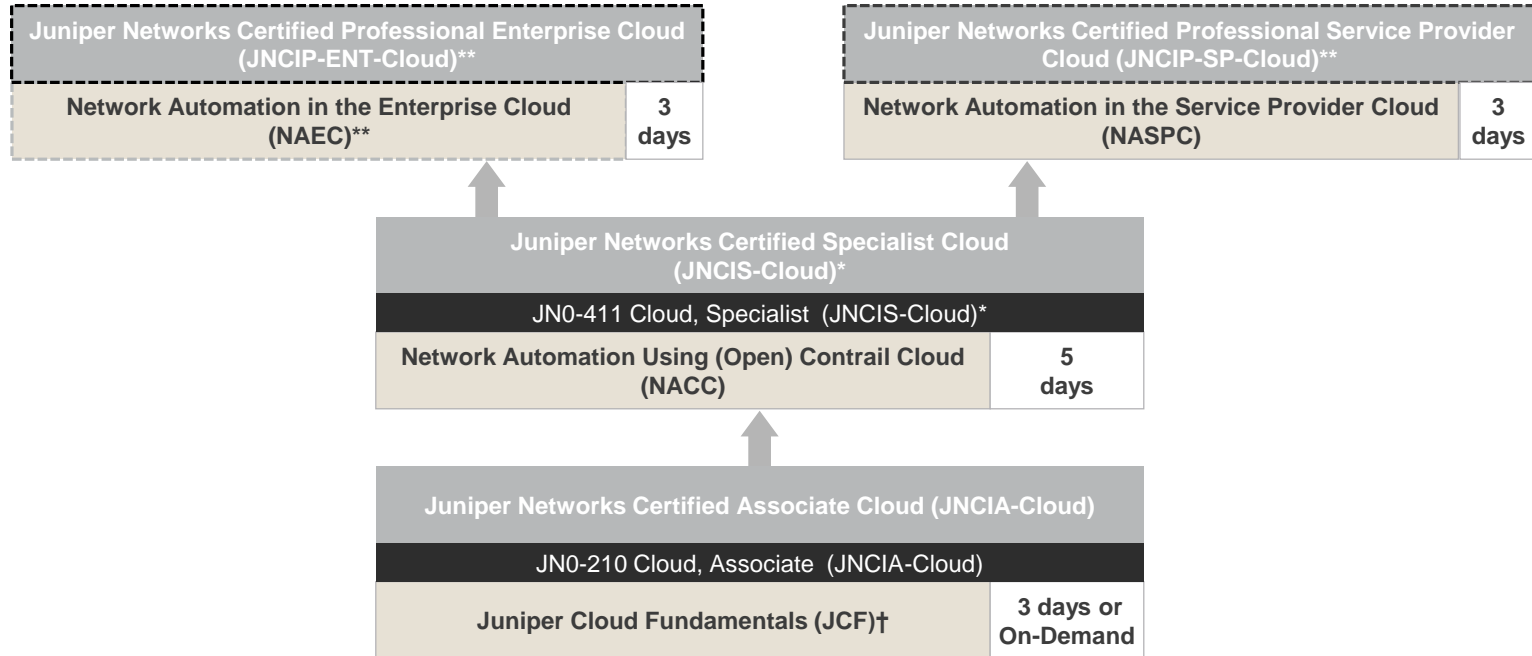 Juniper Networks Certified Professional Enterprise Cloud
(JNCIP-ENT-Cloud)**
Network Automation in the Enterprise Cloud
(NAEC)**
3
days
Juniper Networks Certified Professional Service Provider
Cloud (JNCIP-SP-Cloud)**
Network Automation in the Service Provider Cloud
(NASPC)
3
days
Juniper Networks Certified Specialist Cloud
(JNCIS-Cloud)*
JN0-411 Cloud, Specialist (JNCIS-Cloud)*
Network Automation Using (Open) Contrail Cloud
(NACC)
5
days
Juniper Networks Certified Associate Cloud (JNCIA-Cloud)
JN0-210 Cloud, Associate (JNCIA-Cloud)
Juniper Cloud Fundamentals (JCF)†
3 days or
On-Demand